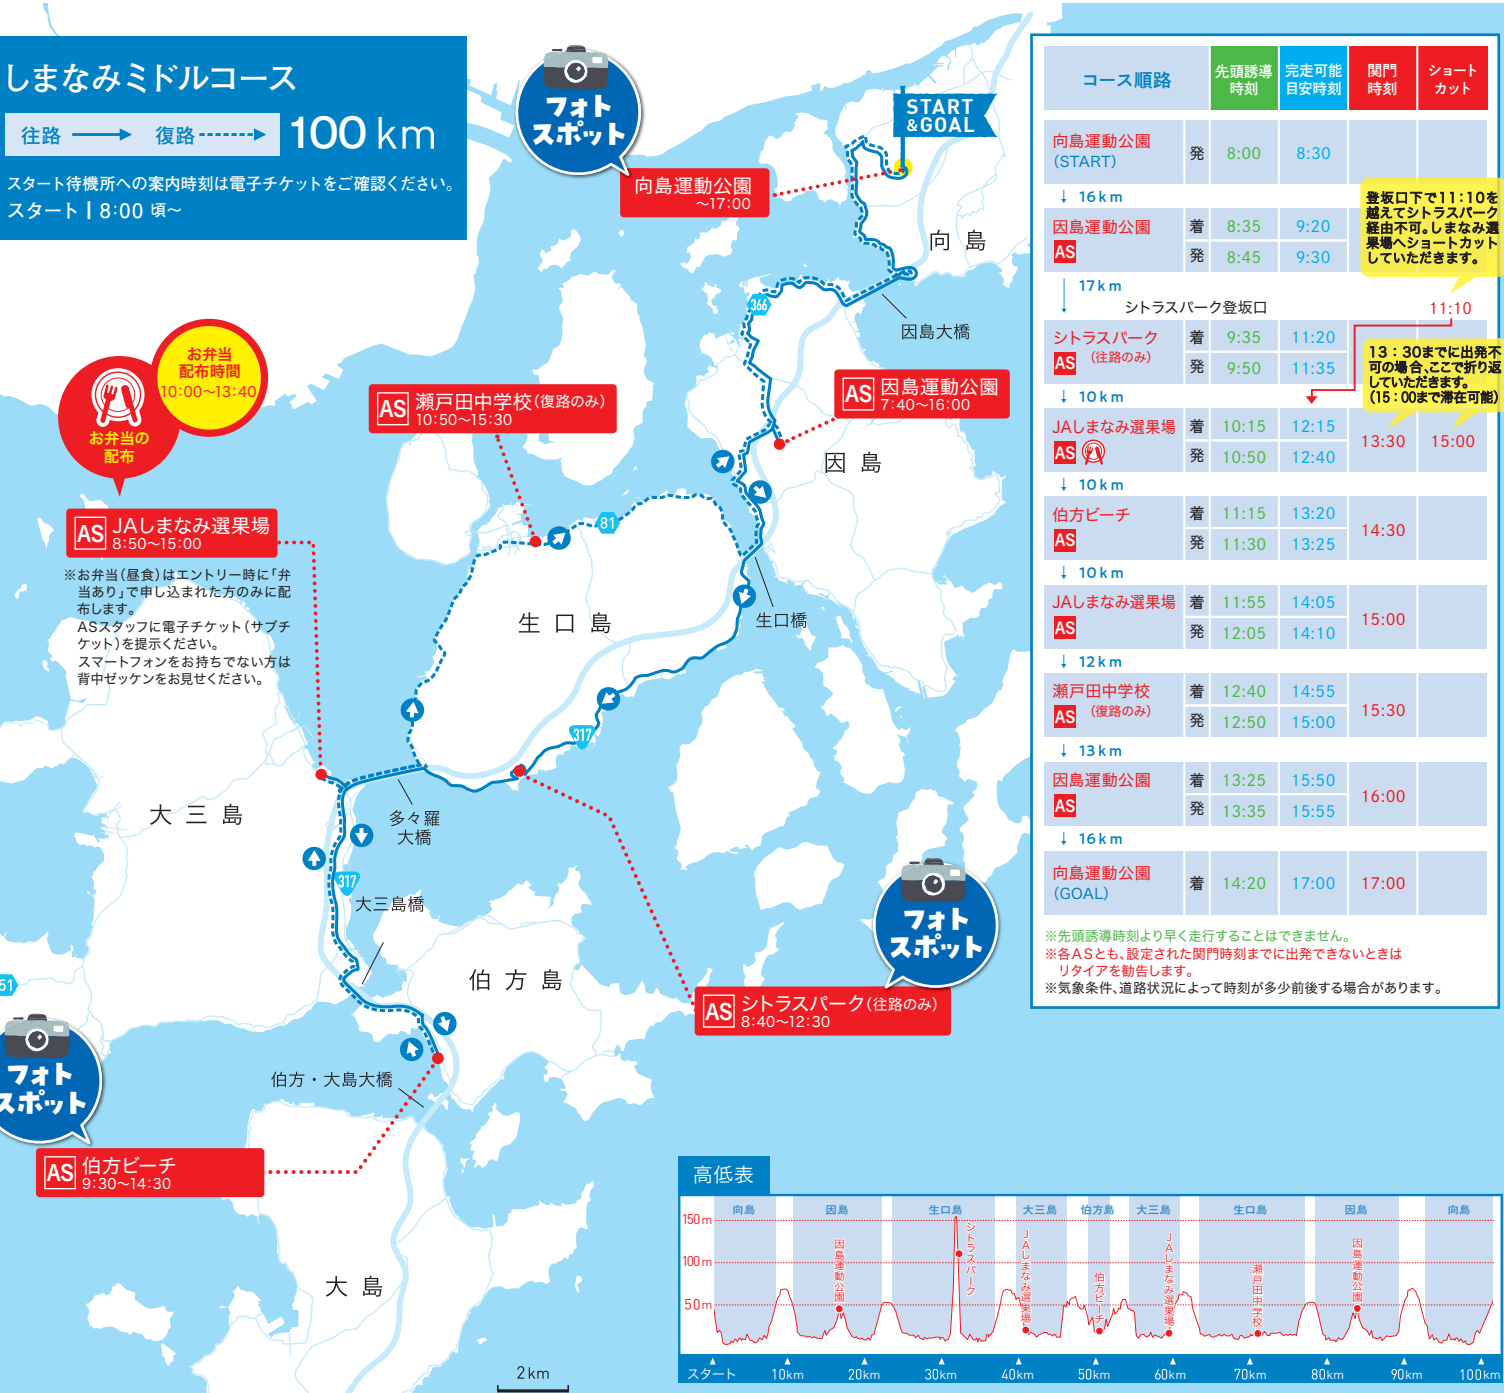 しまなみミドルコース
往路 復路 100 km
スタート待機所への案内時刻は電子チケットをご確認ください。
スタート | 8:00 頃〜
フォト
スポット
START
&GOAL
向島運動公園
〜17:00
向島
因島大橋
366
お弁当
配布時間
10:00〜13:40
お弁当の
配布
AS 瀬戸田中学校(復路のみ)
10:50〜15:30
AS 因島運動公園
7:40〜16:00
因島
81
AS JAしまなみ選果場
8:50〜15:00
※お弁当(昼食)はエントリー時に「弁
当あり」で申し込まれた方のみに配
布します。
ASスタッフに電子チケット(サブチ
ケット)を提示ください。
スマートフォンをお持ちでない方は
背中ゼッケンをお見せください。
生口島
生口橋
317
大三島
多々羅
大橋
317
大三島橋
フォト
スポット
伯方島
51
AS シトラスパーク(往路のみ)
8:40〜12:30
フォト
スポット
伯方・大島大橋
AS 伯方ビーチ
9:30〜14:30
大島
2km
コース順路
先頭誘導
時刻
完走可能
目安時刻
関門
時刻
ショート
カット
向島運動公園
(START)
発 8:00 8:30
↓ 16km
登坂口下で11:10を
越えてシトラスパーク
経由不可。しまなみ選
果場へショートカット
していただきます。
因島運動公園
AS
着 8:35 9:20
発 8:45 9:30
↓ 17km
シトラスパーク登坂口 11:10
シトラスパーク
AS (往路のみ)
着 9:35 11:20
発 9:50 11:35
13:30までに出発不
可の場合、ここで折り返
していただきます。
(15:00まで滞在可能)
↓ 10km
JAしまなみ選果場
AS
着 10:15 12:15
発 10:50 12:40
13:30 15:00
↓ 10km
伯方ビーチ
AS
着 11:15 13:20
発 11:30 13:25
14:30
↓ 10km
JAしまなみ選果場
AS
着 11:55 14:05
発 12:05 14:10
15:00
↓ 12km
瀬戸田中学校
AS (復路のみ)
着 12:40 14:55
発 12:50 15:00
15:30
↓ 13km
因島運動公園
AS
着 13:25 15:50
発 13:35 15:55
16:00
↓ 16km
向島運動公園
(GOAL)
着 14:20 17:00 17:00
※先頭誘導時刻より早く走行することはできません。
※各ASとも、設定された関門時刻までに出発できないときは
リタイアを勧告します。
※気象条件、道路状況によって時刻が多少前後する場合があります。
高低表
向島 因島 生口島 大三島 伯方島 大三島 生口島 因島 向島
150m
100m
50m
因島運動公園
シトラスパーク
JAしまなみ選果場
伯方ビーチ
JAしまなみ選果場
瀬戸田中学校
因島運動公園
スタート 10km 20km 30km 40km 50km 60km 70km 80km 90km 100km